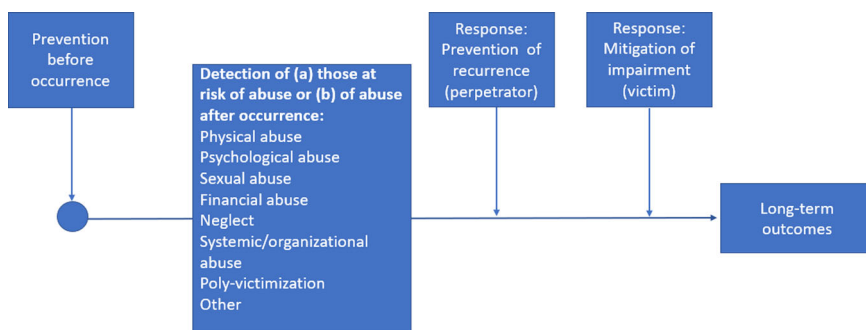 Prevention
before
occurrence
Detection of (a) those at
risk of abuse or (b) of abuse
after occurrence:
Physical abuse
Psychological abuse
Sexual abuse
Financial abuse
Neglect
Systemic/organizational
abuse
Poly-victimization
Other
Response:
Prevention of
recurrence
(perpetrator)
Response:
Mitigation of
impairment
(victim)
Long-term
outcomes